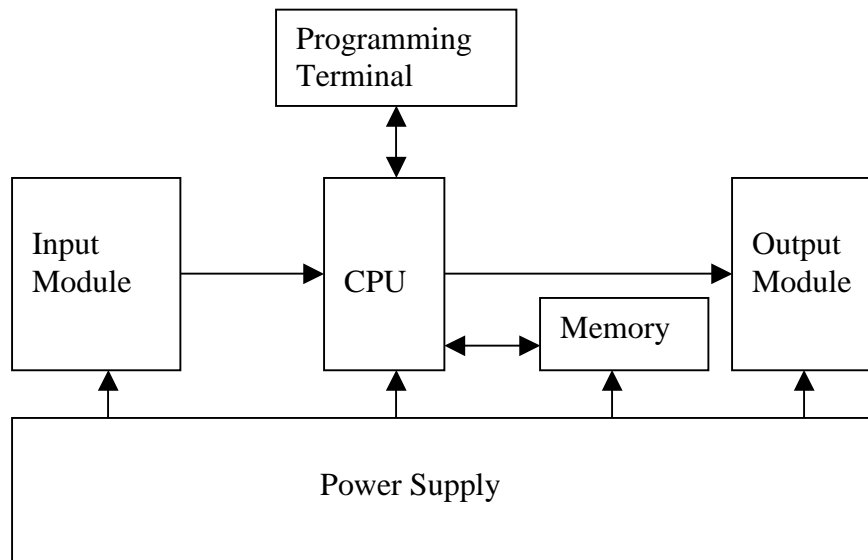 Programming
Terminal
Input
Module
CPU
Output
Module
Memory
Power Supply